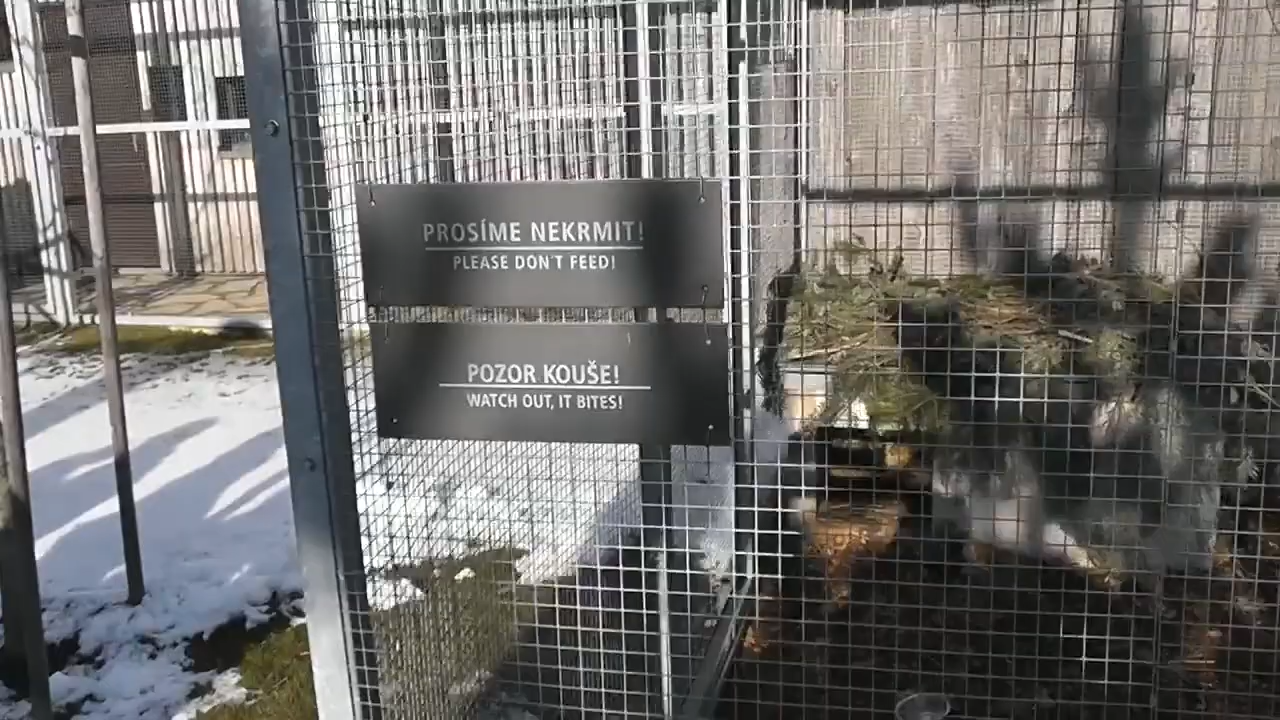 PROSÍME NEKRMIT!
PLEASE DON'T FEED!
POZOR KOUŠE!
WATCH OUT, IT BITES!